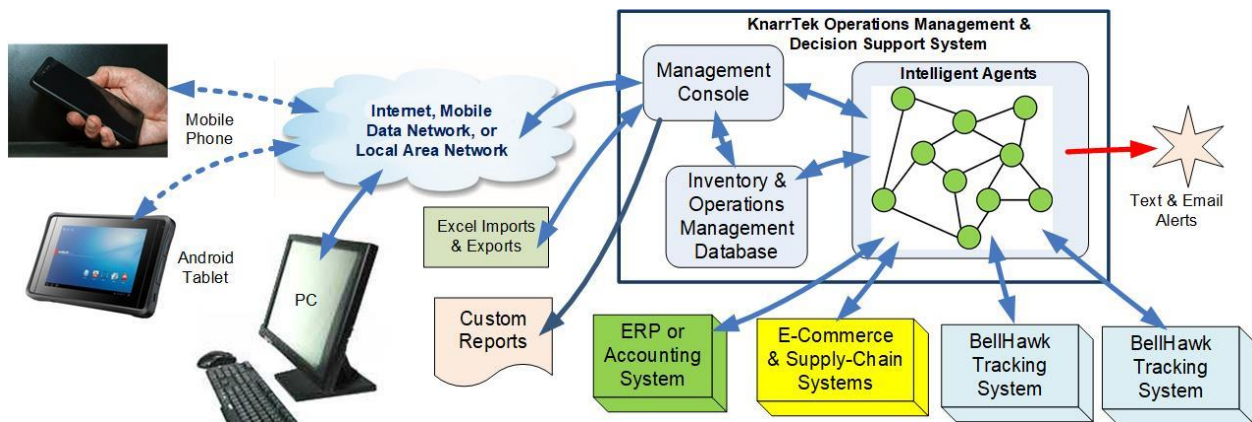 KnarrTek Operations Management &
Decision Support System
Mobile
Phone
Internet, Mobile
Data Network, or
Local Area Network
Management
Console
Intelligent Agents
Inventory &
Operations
Management
Database
Text & Email
Alerts
Android
Tablet
PC
Excel Imports
& Exports
Custom
Reports
ERP or
Accounting
System
E-Commerce
& Supply-Chain
Systems
BellHawk
Tracking
System
BellHawk
Tracking
System